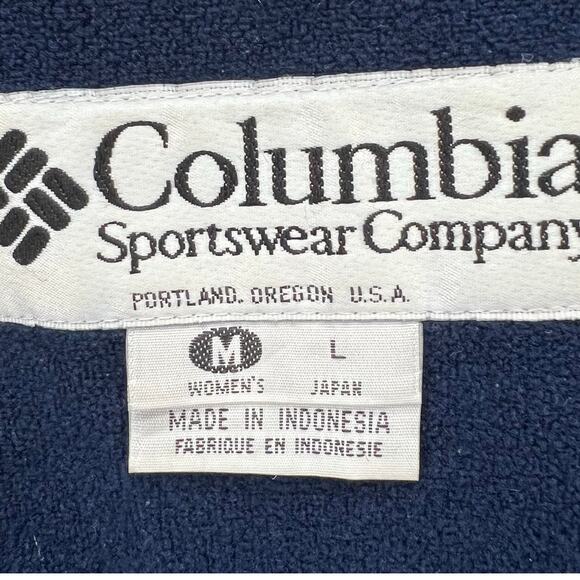 Columbia
Sportswear Company
PORTLAND. OREGON U.S.A.
M L
WOMEN'S JAPAN
MADE IN INDONESIA
FABRIQUE EN INDONESIE